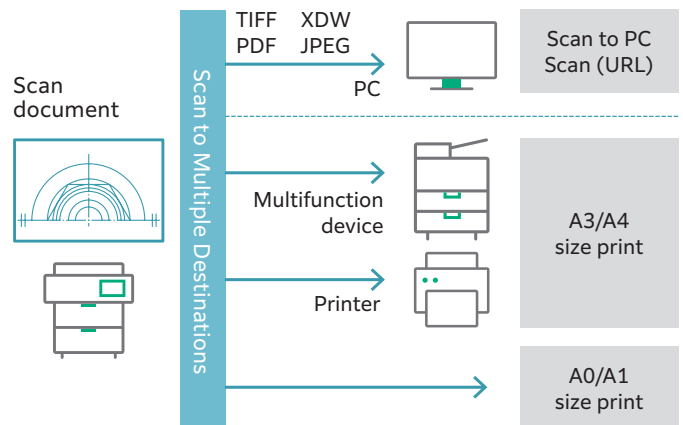 Scan
document
Scan to Multiple Destinations
TIFF XDW
PDF JPEG
PC
Scan to PC
Scan (URL)
Multifunction
device
Printer
A3/A4
size print
A0/A1
size print